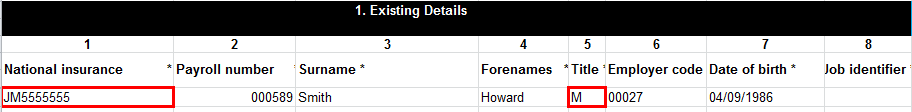 1. Existing Details
1 2 3 4 5 6 7 8
National insurance * Payroll number * Surname * Forenames * Title * Employer code * Date of birth * Job identifier *
JM5555555 000589 Smith Howard M 00027 04/09/1986